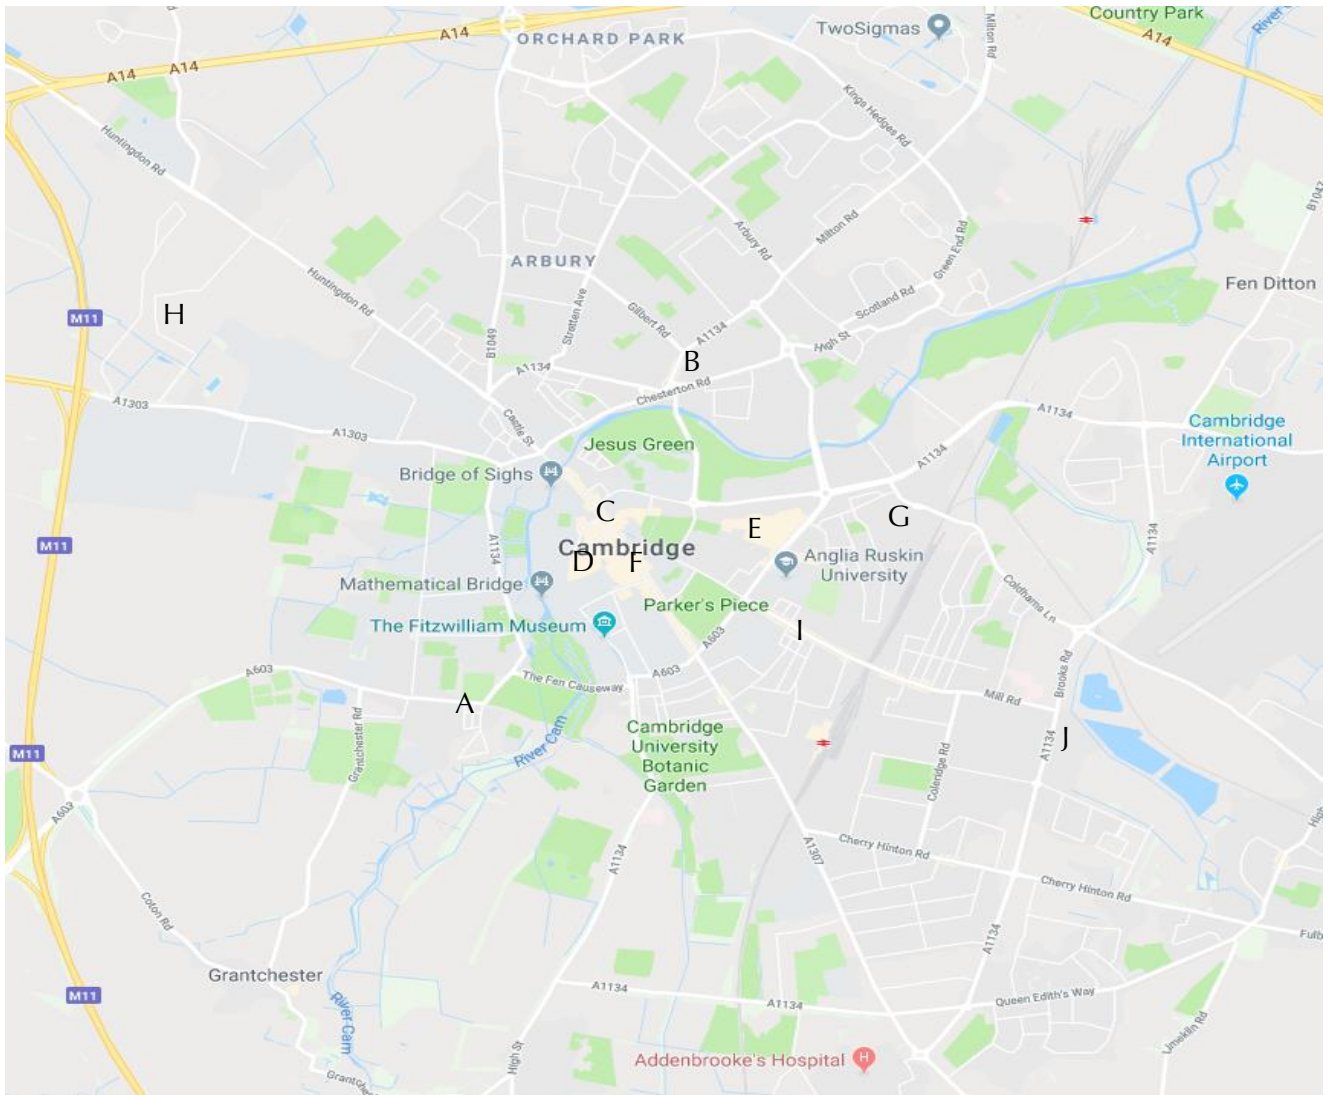 Country Park
River C
TwoSigmas
Milton Rd
A14
ORCHARD PARK
A14
A14
A14
Kings Hedges Rd
Huntingdon Rd
B1047
Milton Rd
Arbury Rd
Green End Rd
ARBURY
Huntingdon Rd
Fen Ditton
H
M11
Stretten Ave
Gilbert Rd
Scotland Rd
A1134
High St
B1049
B
A1134
Chesterton Rd
A1303
Castle St
A1134
Cambridge
International
Airport
A1303
Jesus Green
A1134
Bridge of Sighs
C
G
E
A1134
M11
A1134
Cambridge
D
F
Anglia Ruskin
University
Mathematical Bridge
Coldhams Ln
Parker's Piece
The Fitzwilliam Museum
I
A603
A603
A603
The Fen Causeway
Brooks Rd
A
Mill Rd
Grantchester Rd
River Cam
Cambridge
University
Botanic
Garden
J
A1134
M11
Coleridge Rd
A603
High
A1134
A1307
Cherry Hinton Rd
Cherry Hinton Rd
Coton Rd
A1134
Fulb
Grantchester
A1134
A1134
Queen Edith's Way
M11
River Cam
Limekiln Rd
High St
Addenbrooke's Hospital
H
Grantche